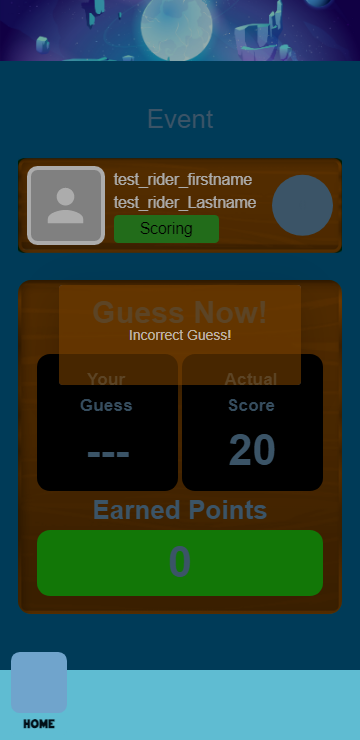 Event
test_rider_firstname
test_rider_Lastname
Scoring
Guess Now!
Incorrect Guess!
Your
Guess
---
Actual
Score
20
Earned Points
0
HOME